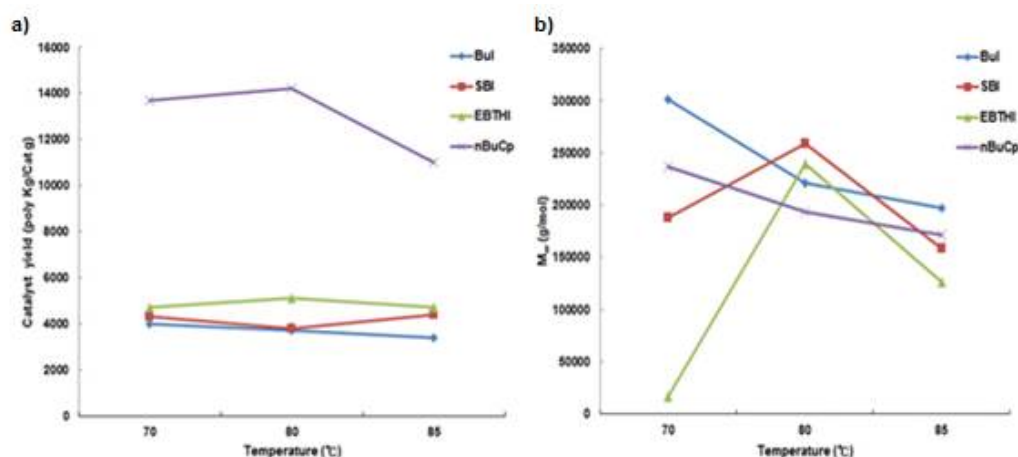 a)
16000
14000
12000
10000
8000
6000
4000
2000
0
Catalyst yield (poly Kg/Cat g)
70 80 85
Temperature (℃)
BuI
SBI
EBTHI
nBuCp
b)
350000
300000
250000
200000
150000
100000
50000
0
Mw (g/mol)
70 80 85
Temperature (℃)
BuI
SBI
EBTHI
nBuCp